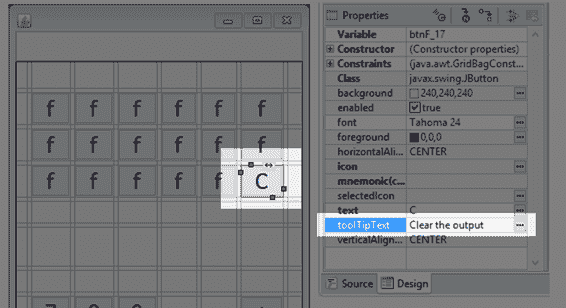 f f f f f f
f f f f f f
f f f f f C
Properties
Variable btnF_17
Constructor (Constructor properties)
Constraints (java.awt.GridBagConst...
Class javax.swing.JButton
background 240,240,240
enabled true
font Tahoma 24
foreground 0,0,0
horizontalAli... CENTER
icon
mnemonic(c...
selectedIcon
text C
toolTipText Clear the output
verticalAlign... CENTER
Source Design